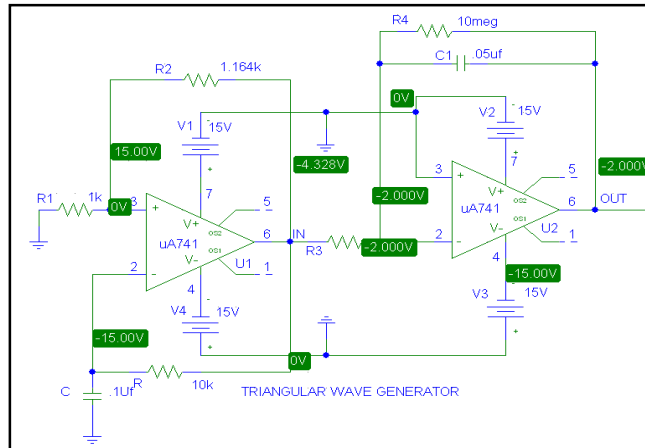 R4
10meg
C1
.05uf
R2
1.164k
0V
V1
15V
V2
15V
15.00V
-4.328V
-2.000V
R1
1k
0V
3
7
5
-2.000V
3
7
5
+
V+
OS2
uA741
6
IN
+
V+
OS2
uA741
6
OUT
OS1
V-
U1
R3
-2.000V
OS1
V-
U2
2
4
1
2
4
1
-15.00V
V4
15V
V3
15V
-15.00V
0V
C
.1Uf
R
10k
TRIANGULAR WAVE GENERATOR